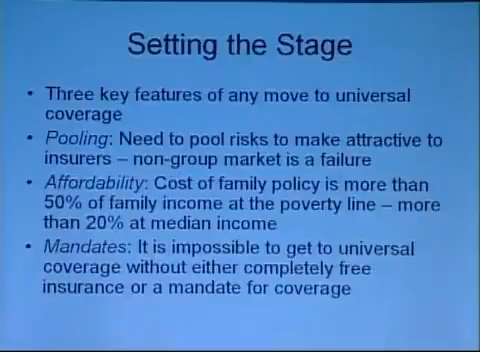 Setting the Stage
• Three key features of any move to universal
coverage
• Pooling: Need to pool risks to make attractive to
insurers – non-group market is a failure
• Affordability: Cost of family policy is more than
50% of family income at the poverty line – more
than 20% at median income
• Mandates: It is impossible to get to universal
coverage without either completely free
insurance or a mandate for coverage